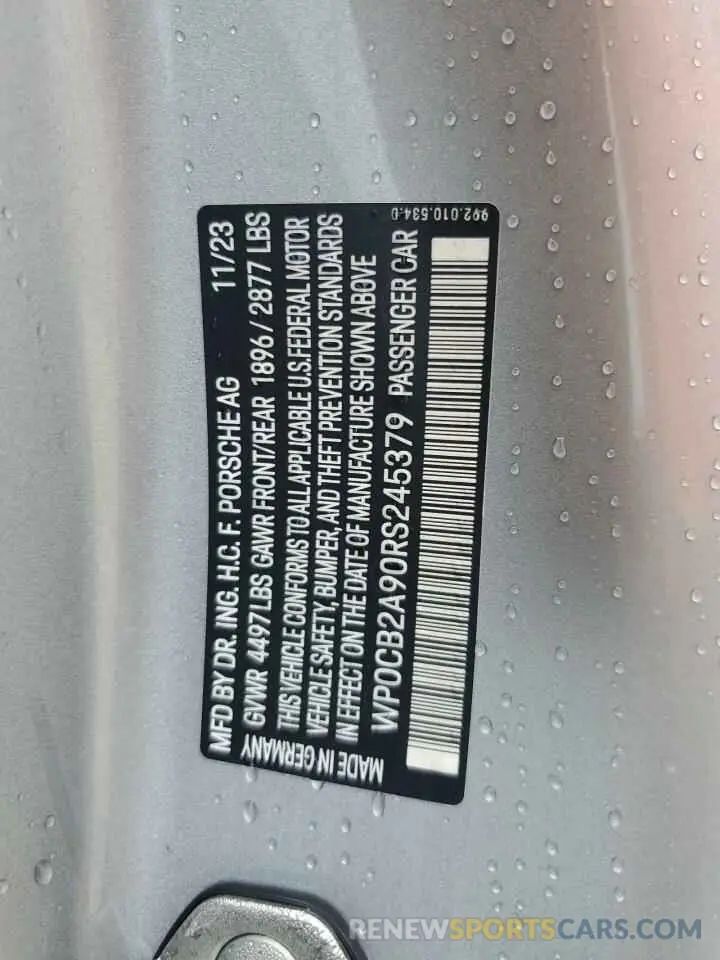 MFD BY DR. ING. H.C. F. PORSCHE AG 11/23
GVWR 4497LBS GAWR FRONT/REAR 1896 / 2877 LBS
THIS VEHICLE CONFORMS TO ALL APPLICABLE U.S. FEDERAL MOTOR
VEHICLE SAFETY, BUMPER, AND THEFT PREVENTION STANDARDS
IN EFFECT ON THE DATE OF MANUFACTURE SHOWN ABOVE
WP0CB2A90RS245379 PASSENGER CAR
MADE IN GERMANY
992.010.534.D
RENEWSPORTSCARS.COM